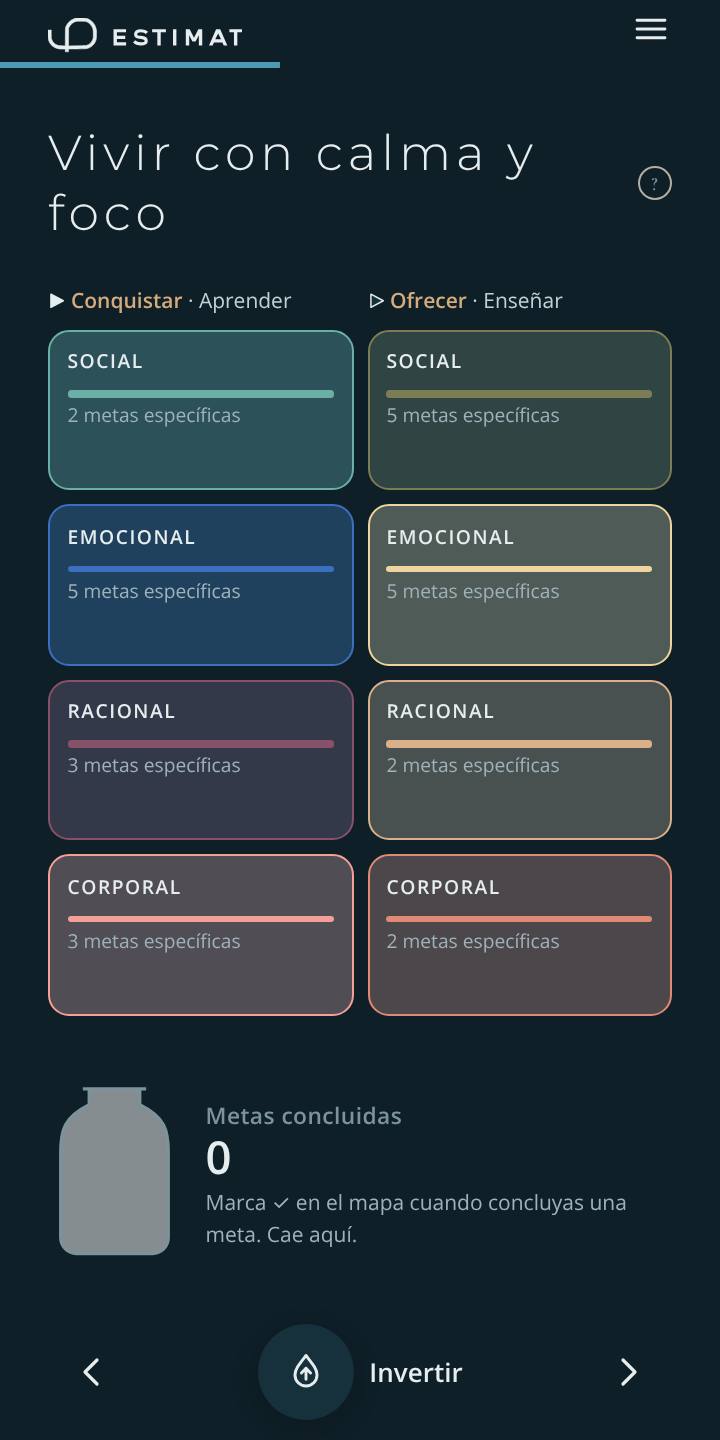 ESTIMAT
Vivir con calma y
foco
?
▶ Conquistar · Aprender
▷ Ofrecer · Enseñar
SOCIAL
2 metas específicas
SOCIAL
5 metas específicas
EMOCIONAL
5 metas específicas
EMOCIONAL
5 metas específicas
RACIONAL
3 metas específicas
RACIONAL
2 metas específicas
CORPORAL
3 metas específicas
CORPORAL
2 metas específicas
Metas concluidas
0
Marca ✓ en el mapa cuando concluyas una
meta. Cae aquí.
Invertir